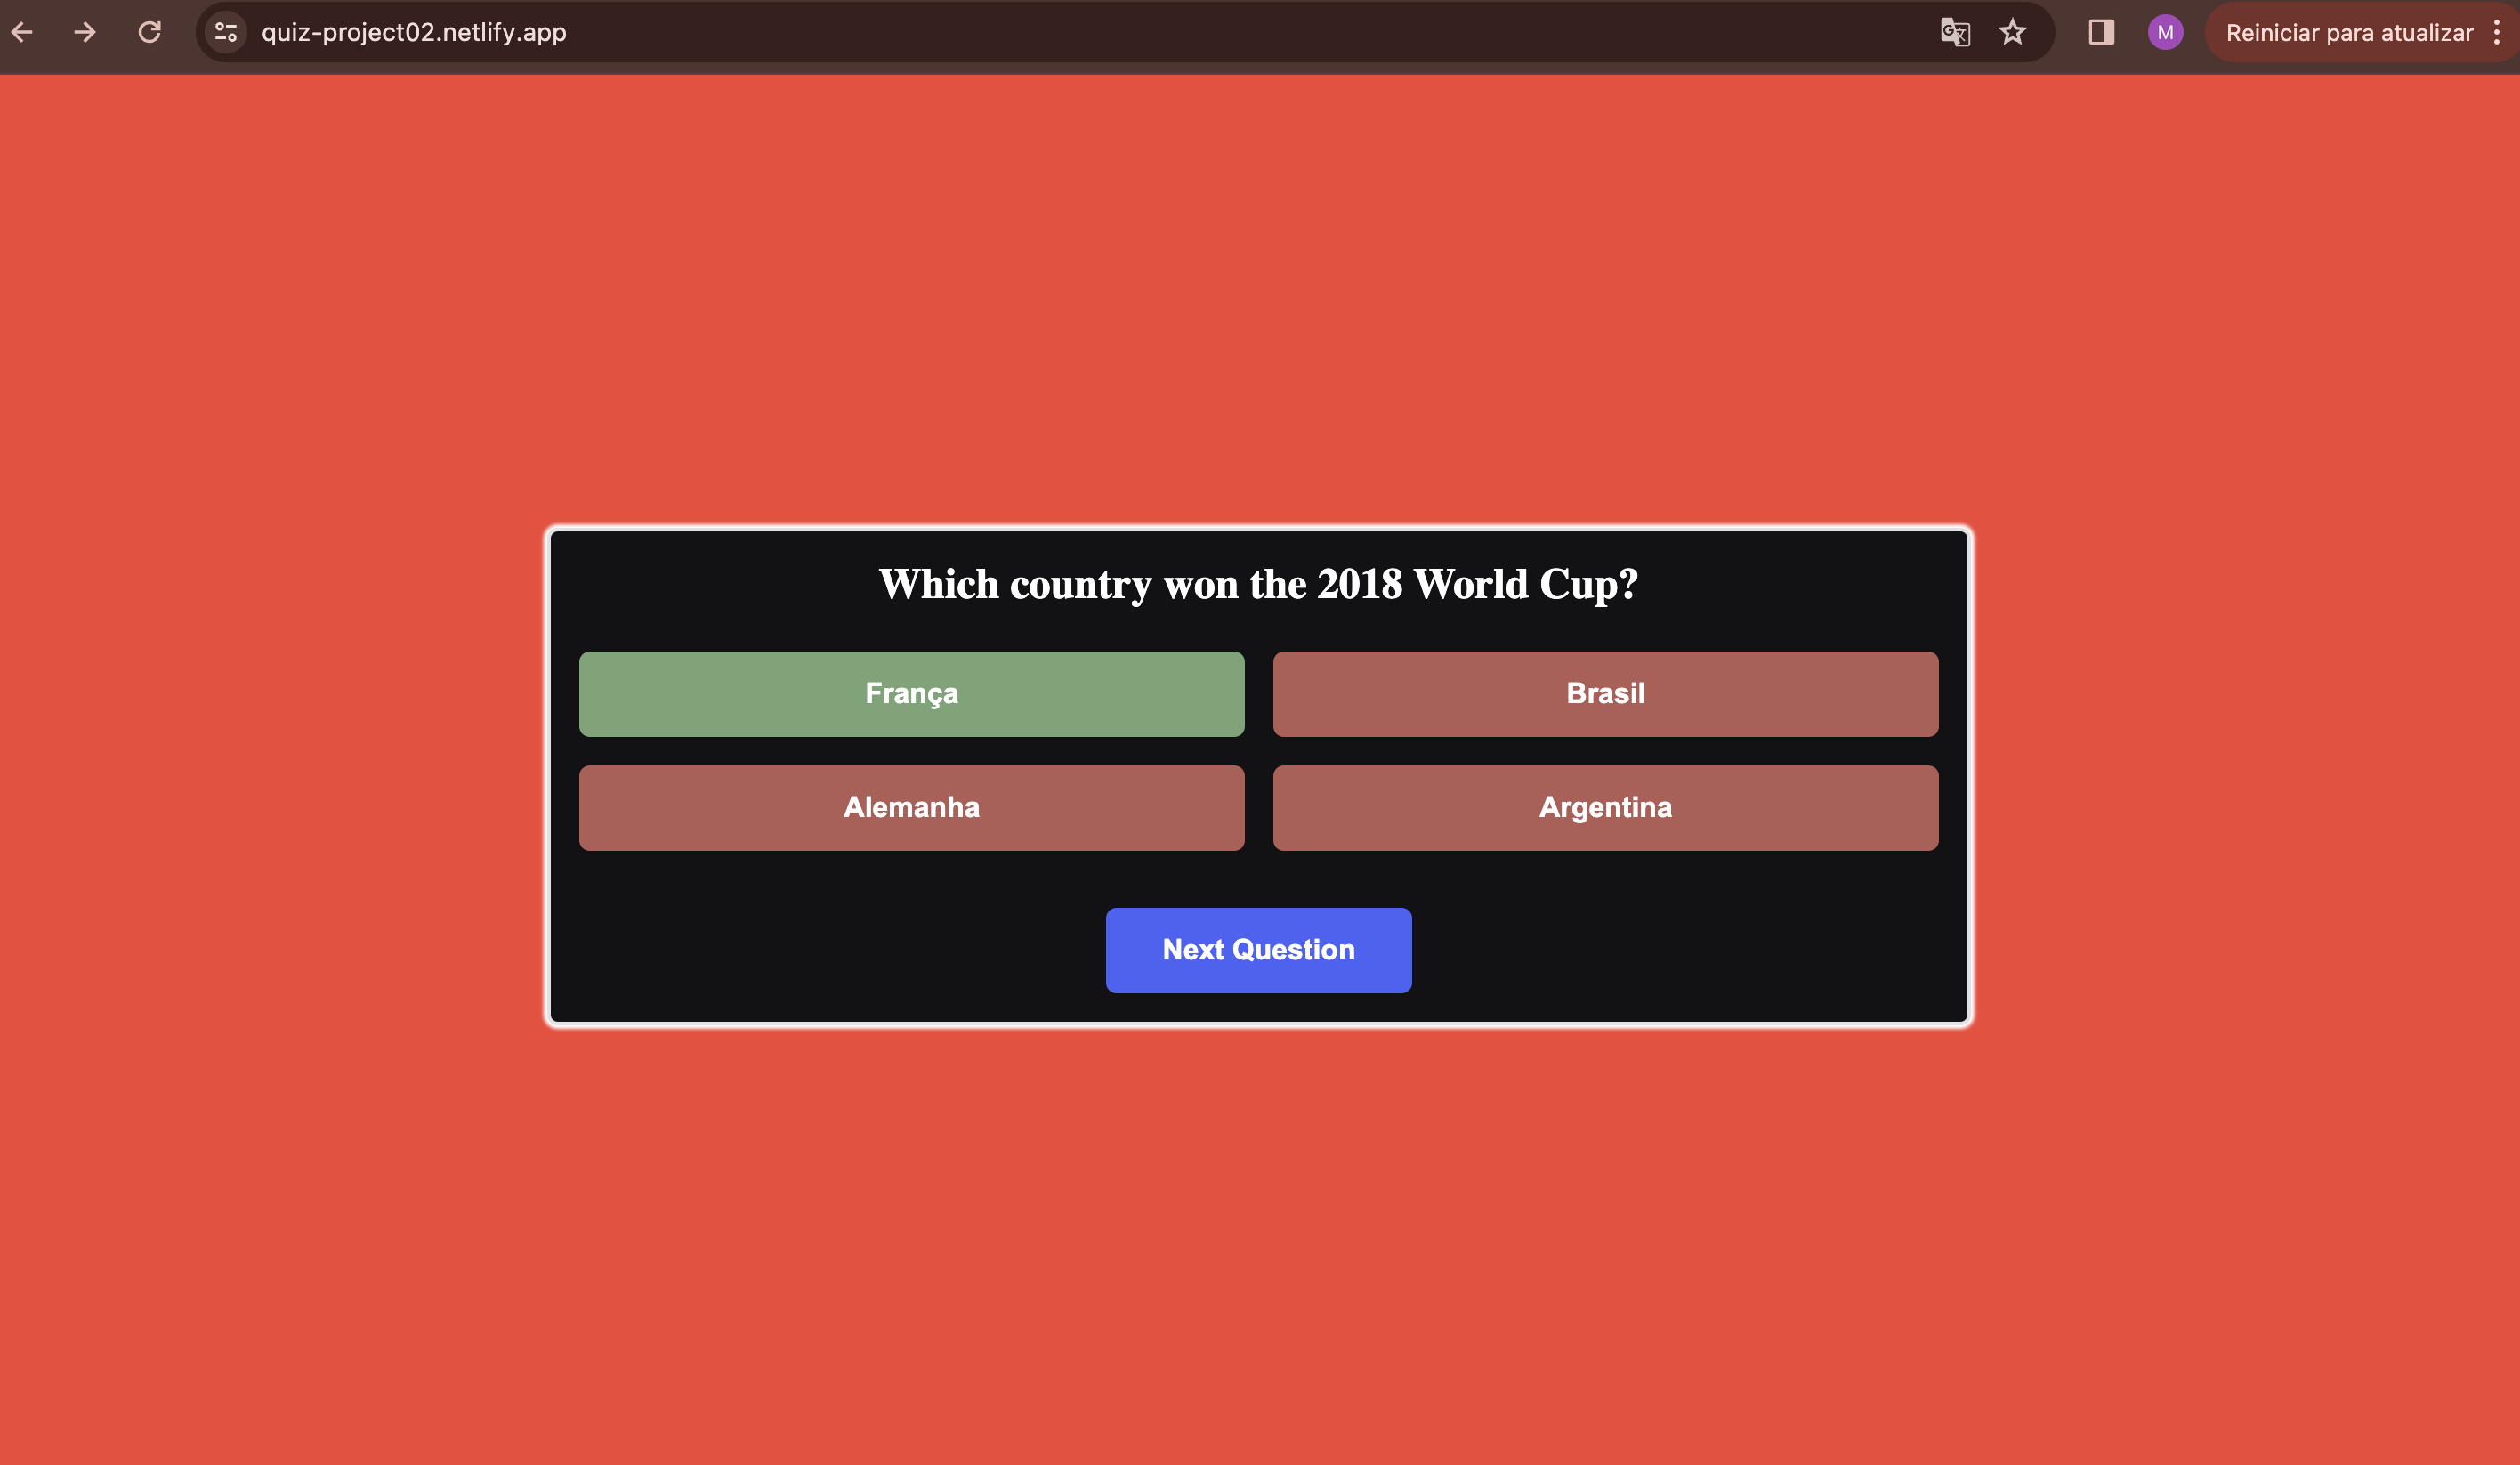 quiz-project02.netlify.app
M
Reiniciar para atualizar
Which country won the 2018 World Cup?
França
Brasil
Alemanha
Argentina
Next Question